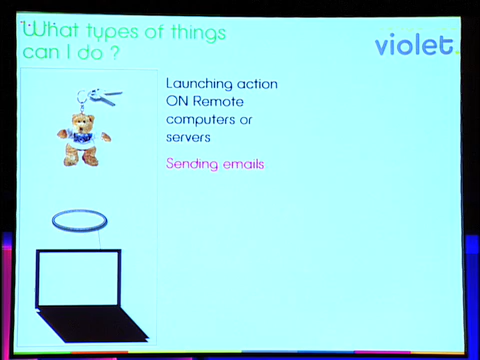 What types of things
can I do ?
violet.
Launching action
ON Remote
computers or
servers
Sending emails